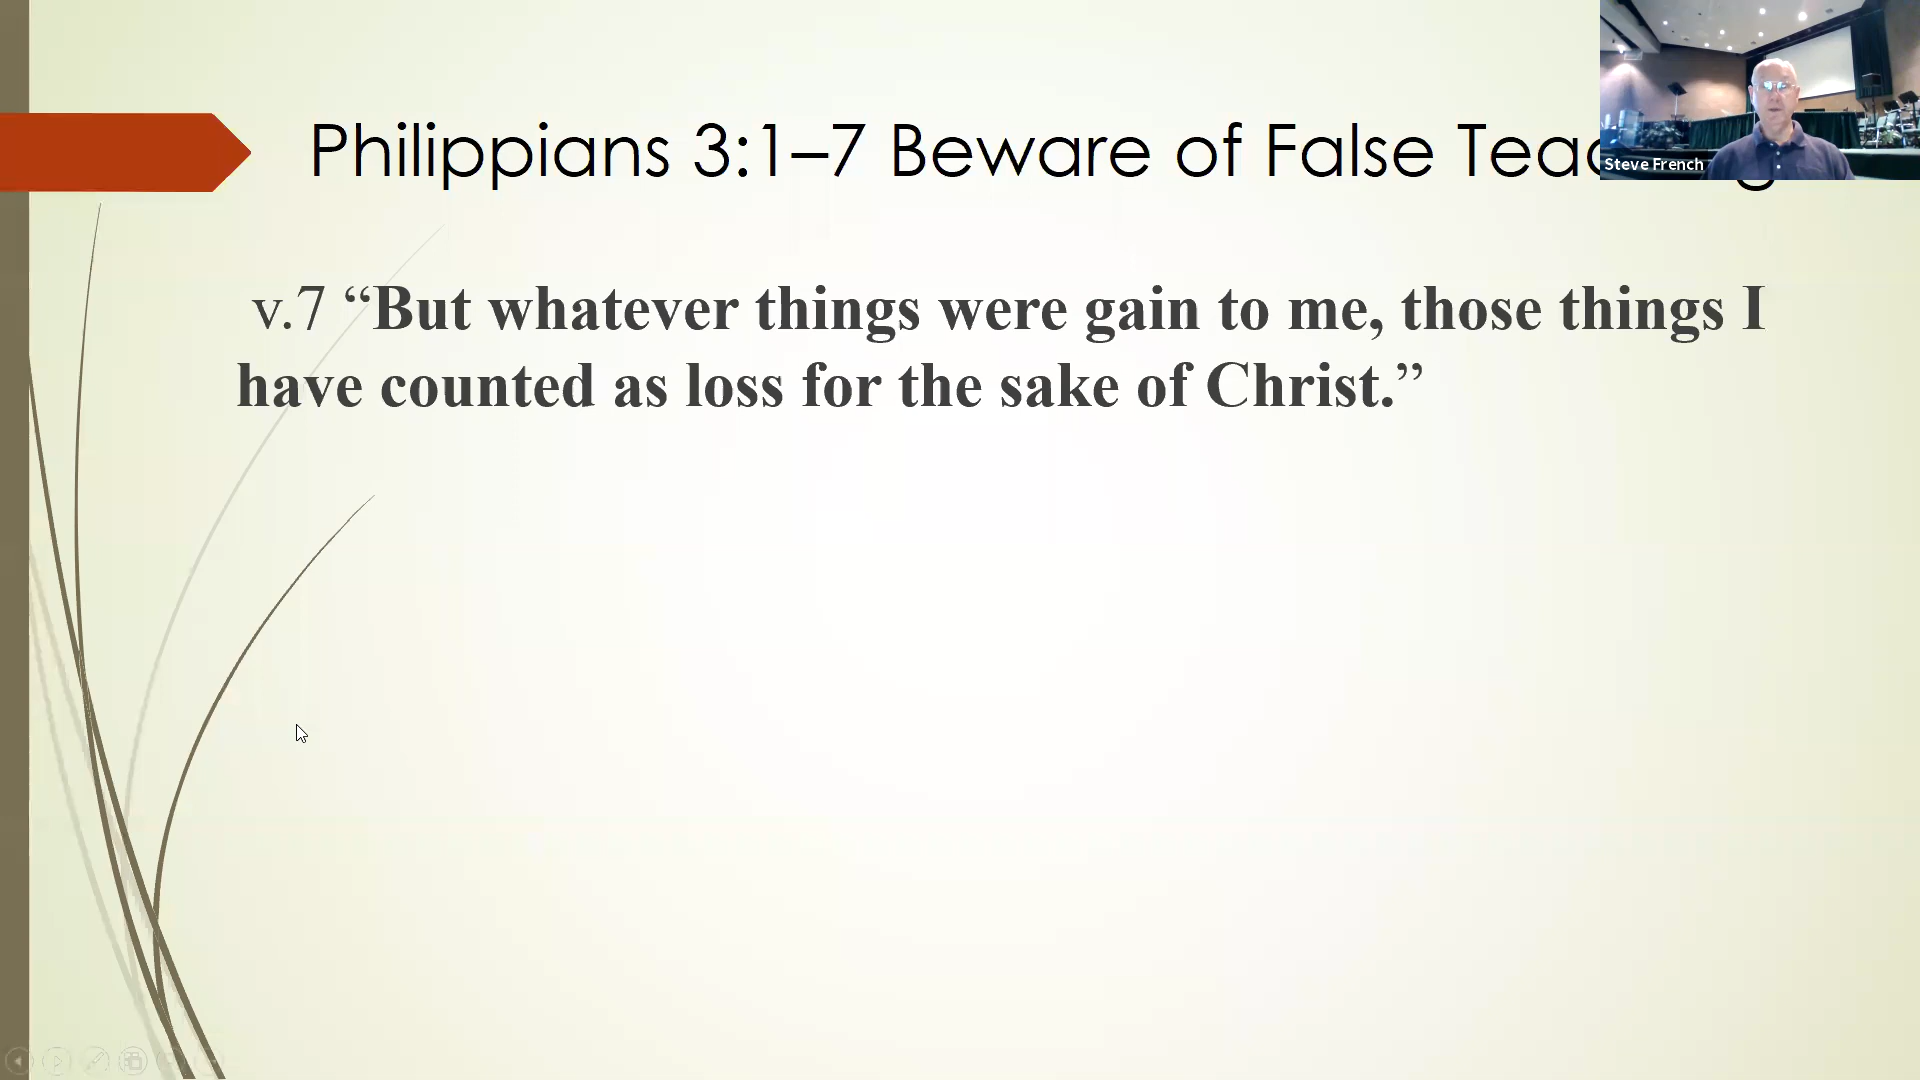 Philippians 3:1–7 Beware of False
Steve French
v.7 “But whatever things were gain to me, those things I
have counted as loss for the sake of Christ.”